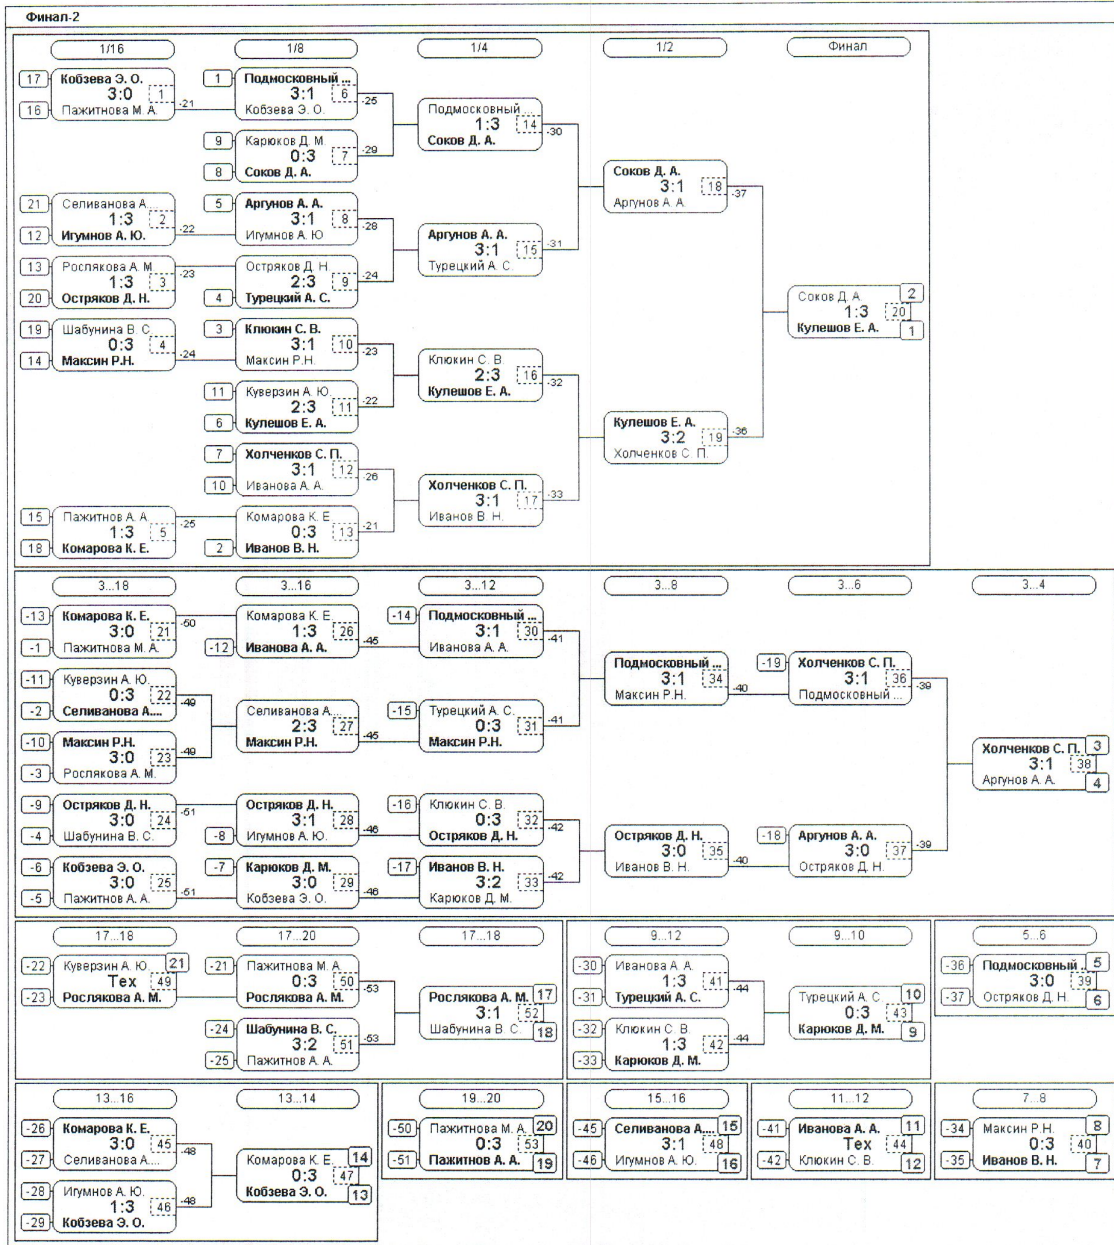 Финал-2
1/16
1/8
1/4
1/2
Финал
17 Кобзева Э. О.
3:0 1
16 Пажитнова М. А.
-21
1 Подмосковный ...
3:1 6
Кобзева Э. О.
-25
9 Карюков Д. М.
0:3 7
8 Соков Д. А.
-29
21 Селиванова А....
1:3 2
12 Игумнов А. Ю.
-22
5 Аргунов А. А.
3:1 8
Игумнов А. Ю.
-28
13 Рослякова А. М.
1:3 3
20 Остряков Д. Н.
-23
Остряков Д. Н.
2:3 9
4 Турецкий А. С.
-24
19 Шабунина В. С.
0:3 4
14 Максин Р.Н.
-24
3 Клюкин С. В.
3:1 10
Максин Р.Н.
-23
11 Куверзин А. Ю.
2:3 11
6 Кулешов Е. А.
-22
7 Холченков С. П.
3:1 12
10 Иванова А. А.
-26
15 Пажитнов А. А.
1:3 5
18 Комарова К. Е.
-25
Комарова К. Е.
0:3 13
2 Иванов В. Н.
-21
Подмосковный ...
1:3 14
Соков Д. А.
-30
Аргунов А. А.
3:1 15
Турецкий А. С.
-31
Клюкин С. В.
2:3 16
Кулешов Е. А.
-32
Холченков С. П.
3:1 17
Иванов В. Н.
-33
Соков Д. А.
3:1 18
Аргунов А. А.
-37
Кулешов Е. А.
3:2 19
Холченков С. П.
-36
Соков Д. А. 2
1:3 20
Кулешов Е. А. 1
3...18
3...16
3...12
3...8
3...6
3...4
-13 Комарова К. Е.
3:0 21
-1 Пажитнова М. А.
-50
-11 Куверзин А. Ю.
0:3 22
-2 Селиванова А....
-49
-10 Максин Р.Н.
3:0 23
-3 Рослякова А. М.
-49
-9 Остряков Д. Н.
3:0 24
-4 Шабунина В. С.
-51
-6 Кобзева Э. О.
3:0 25
-5 Пажитнов А. А.
-51
Комарова К. Е.
1:3 26
-12 Иванова А. А.
-45
Селиванова А....
2:3 27
Максин Р.Н.
-45
Остряков Д. Н.
3:1 28
-8 Игумнов А. Ю.
-46
-7 Карюков Д. М.
3:0 29
Кобзева Э. О.
-46
-14 Подмосковный ...
3:1 30
Иванова А. А.
-41
-15 Турецкий А. С.
0:3 31
Максин Р.Н.
-41
-16 Клюкин С. В.
0:3 32
Остряков Д. Н.
-42
-17 Иванов В. Н.
3:2 33
Карюков Д. М.
-42
Подмосковный ...
3:1 34
Максин Р.Н.
-40
Остряков Д. Н.
3:0 35
Иванов В. Н.
-40
-19 Холченков С. П.
3:1 36
Подмосковный ...
-39
-18 Аргунов А. А.
3:0 37
Остряков Д. Н.
-39
Холченков С. П. 3
3:1 38
Аргунов А. А. 4
17...18
17...20
17...18
-22 Куверзин А. Ю. 21
Тех 49
-23 Рослякова А. М.
-21 Пажитнова М. А.
0:3 50
Рослякова А. М.
-53
-24 Шабунина В. С.
3:2 51
-25 Пажитнов А. А.
-53
Рослякова А. М. 17
3:1 52
Шабунина В. С. 18
9...12
9...10
-30 Иванова А. А.
1:3 41
-31 Турецкий А. С.
-44
-32 Клюкин С. В.
1:3 42
-33 Карюков Д. М.
-44
Турецкий А. С. 10
0:3 43
Карюков Д. М. 9
5...6
-36 Подмосковный ... 5
3:0 39
-37 Остряков Д. Н. 6
13...16
13...14
-26 Комарова К. Е.
3:0 45
-27 Селиванова А....
-48
-28 Игумнов А. Ю.
1:3 46
-29 Кобзева Э. О.
-48
Комарова К. Е. 14
0:3 47
Кобзева Э. О. 13
19...20
-50 Пажитнова М. А. 20
0:3 53
-51 Пажитнов А. А. 19
15...16
-45 Селиванова А.... 15
3:1 48
-46 Игумнов А. Ю. 16
11...12
-41 Иванова А. А. 11
Тех 44
-42 Клюкин С. В. 12
7...8
-34 Максин Р.Н. 8
0:3 40
-35 Иванов В. Н. 7